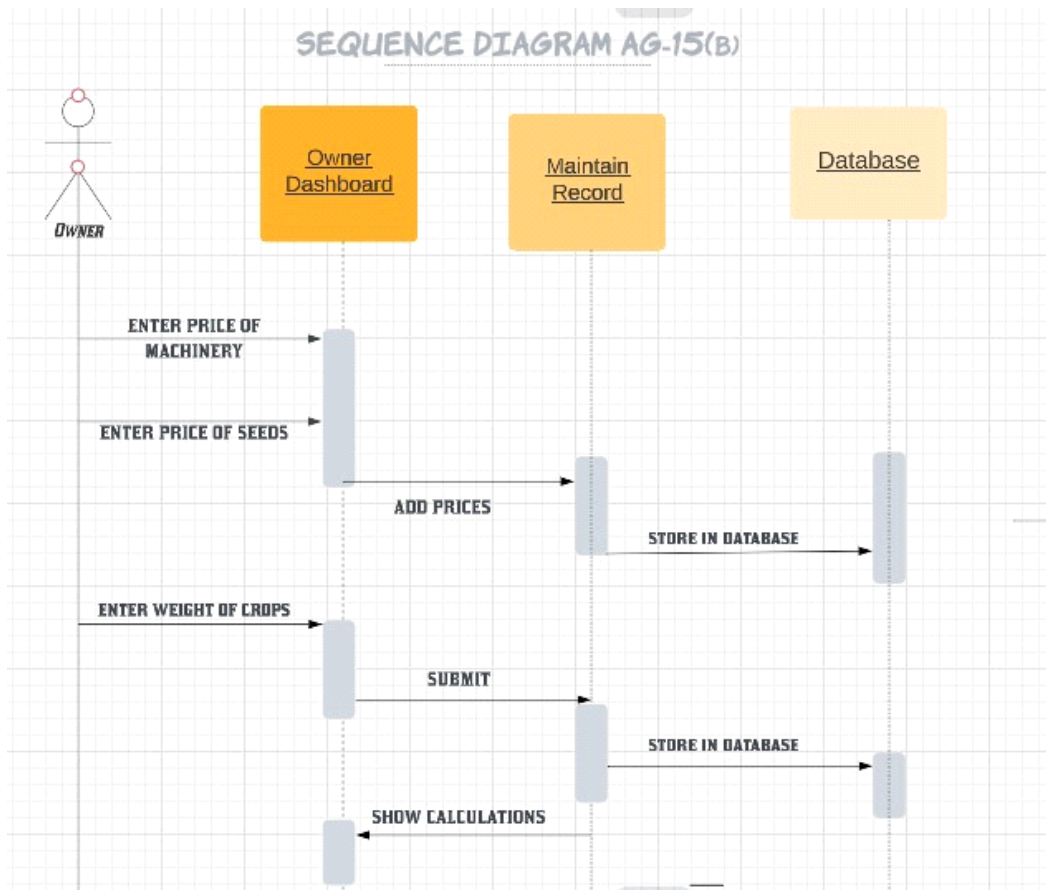 SEQUENCE DIAGRAM AG-15(B)
Owner
Dashboard
Maintain
Record
Database
OWNER
ENTER PRICE OF
MACHINERY
ENTER PRICE OF SEEDS
ADD PRICES
STORE IN DATABASE
ENTER WEIGHT OF CROPS
SUBMIT
STORE IN DATABASE
SHOW CALCULATIONS